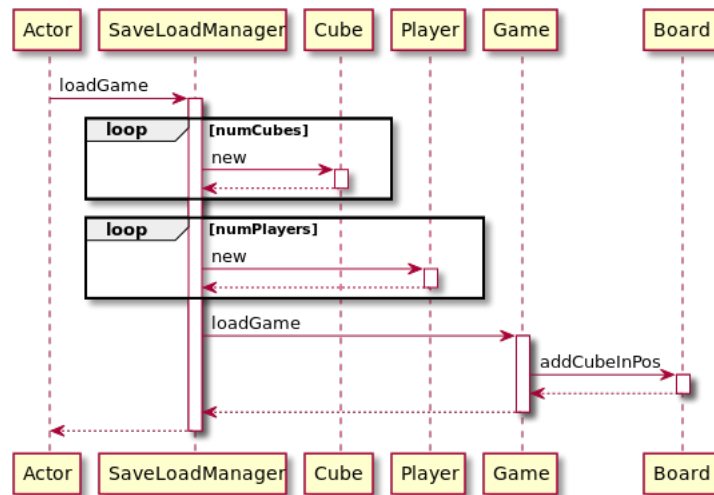 Actor SaveLoadManager Cube Player Game Board
loadGame
loop [numCubes]
new
loop [numPlayers]
new
loadGame
addCubeInPos
Actor SaveLoadManager Cube Player Game Board